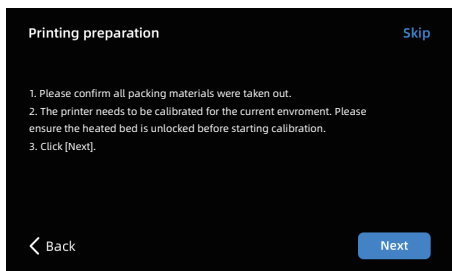 Printing preparation
Skip
1. Please confirm all packing materials were taken out.
2. The printer needs to be calibrated for the current enviroment. Please
ensure the heated bed is unlocked before starting calibration.
3. Click [Next].
Back
Next